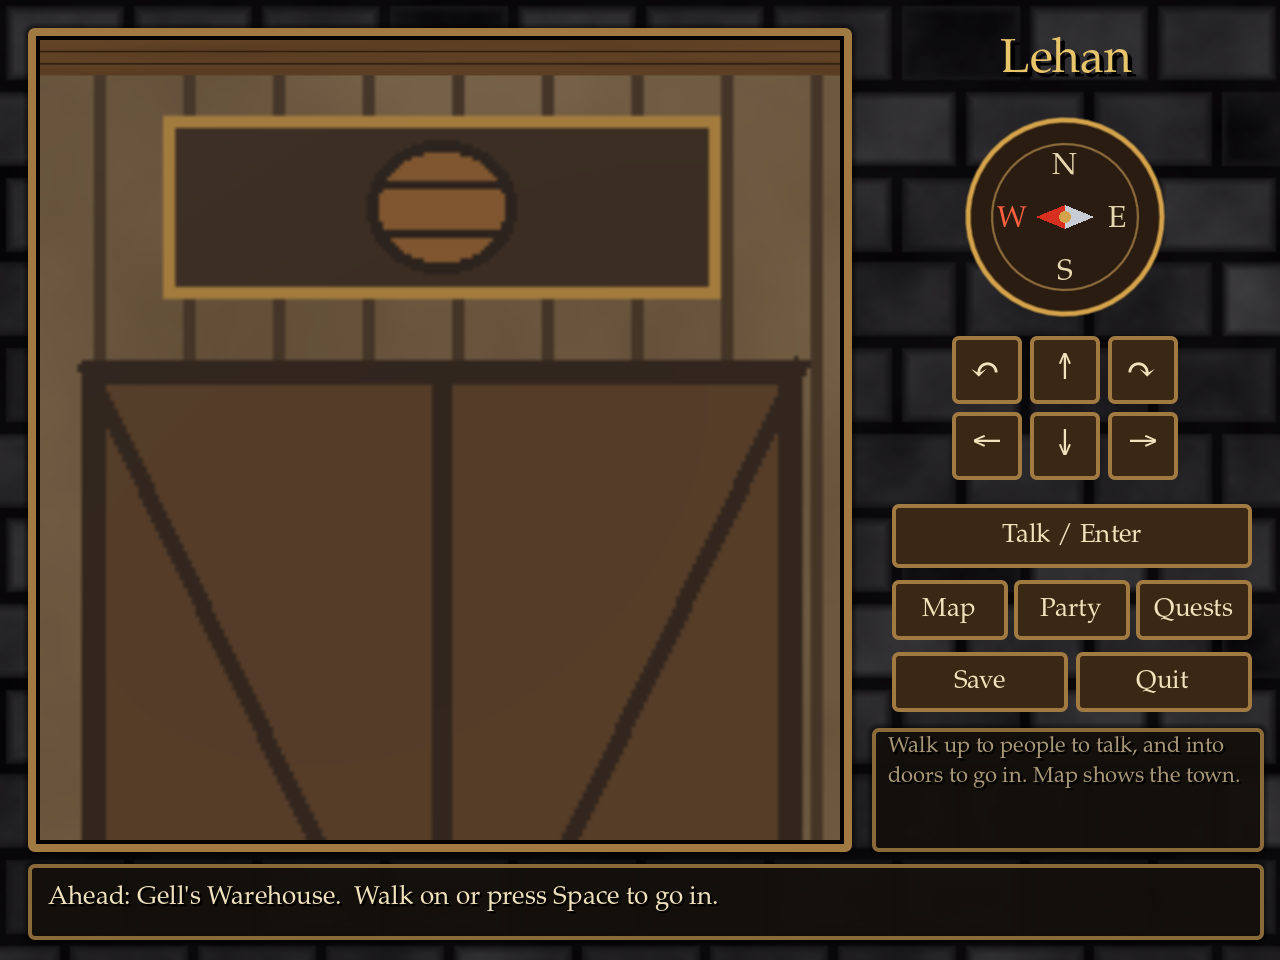 Lehan
N
W
E
S
Talk / Enter
Map
Party
Quests
Save
Quit
Walk up to people to talk, and into
doors to go in. Map shows the town.
Ahead: Gell's Warehouse.  Walk on or press Space to go in.